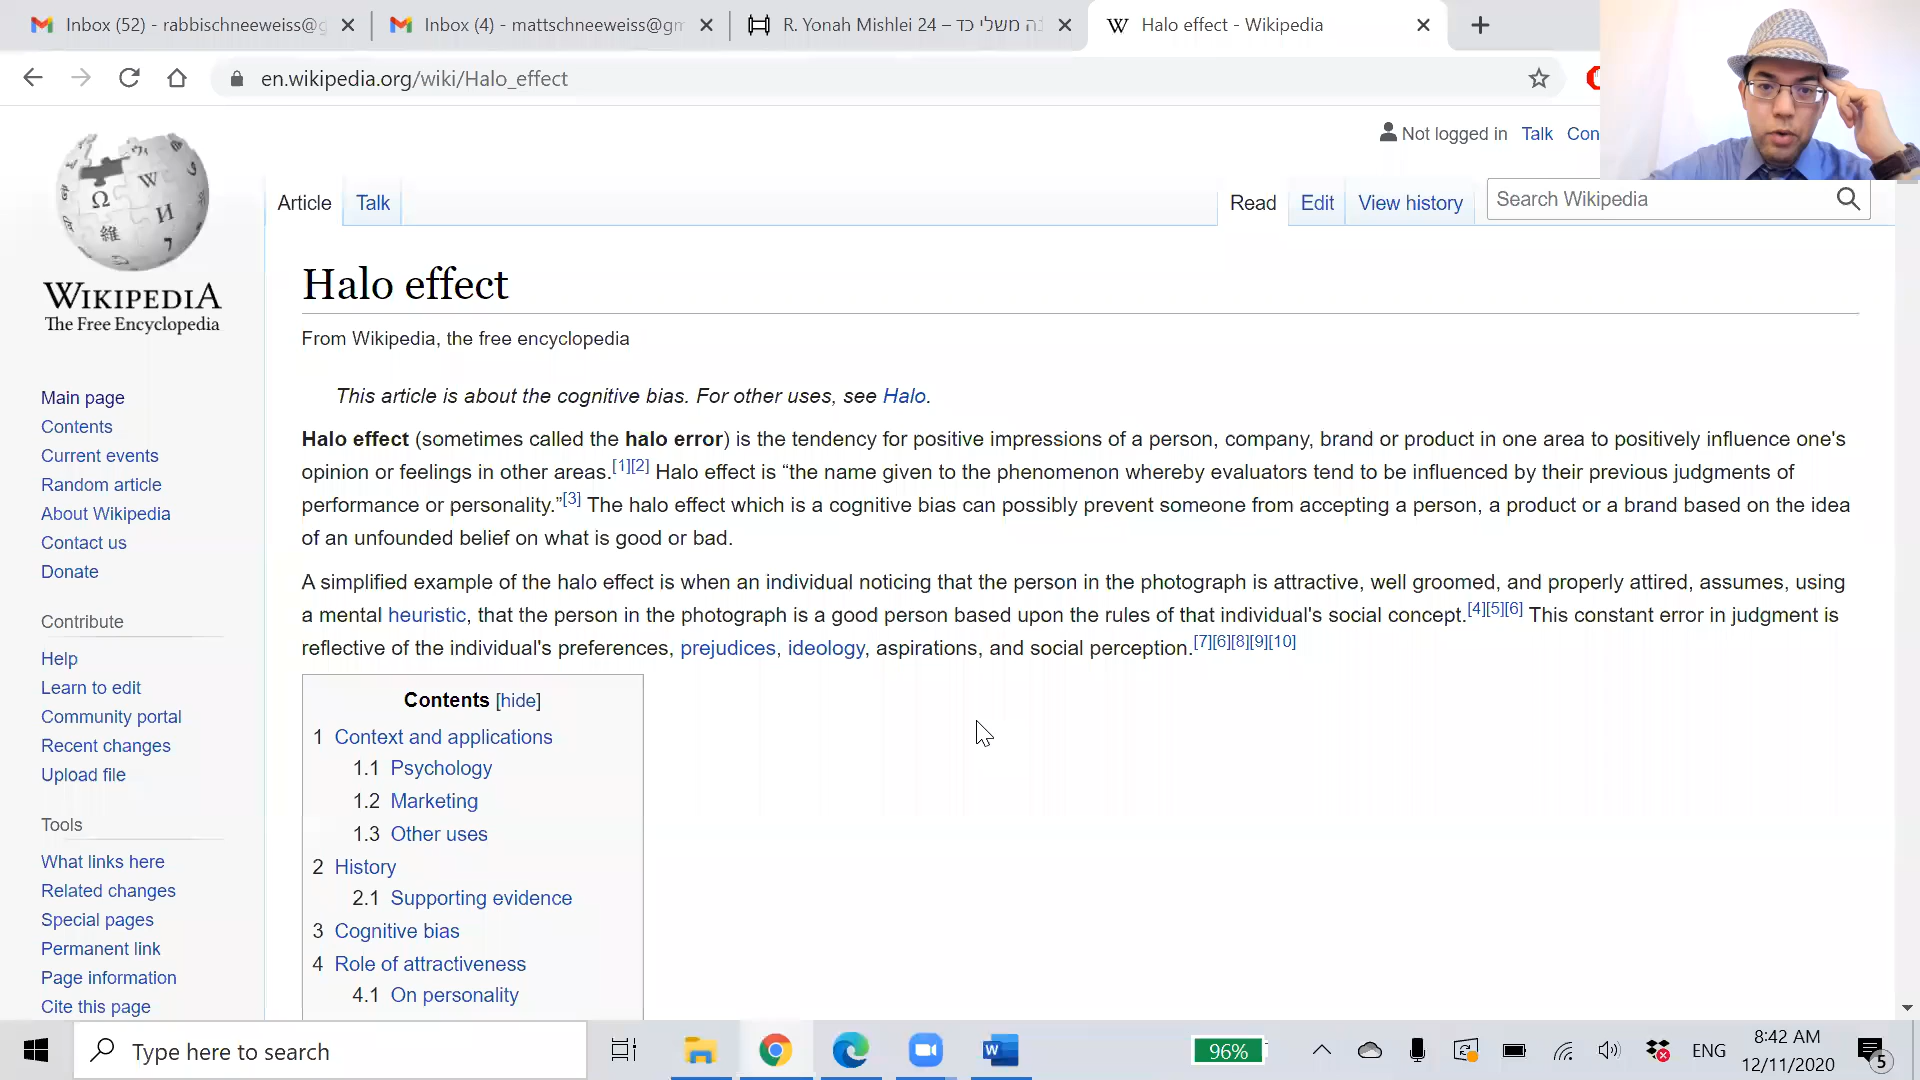 Inbox (52) - rabbischneeweiss@g
Inbox (4) - mattschneeweiss@gm
R. Yonah Mishlei 24 – נה משלי כד
Halo effect - Wikipedia
en.wikipedia.org/wiki/Halo_effect
Not logged in Talk Con
Article Talk Read Edit View history Search Wikipedia
WIKIPEDIA
The Free Encyclopedia
Main page
Contents
Current events
Random article
About Wikipedia
Contact us
Donate
Contribute
Help
Learn to edit
Community portal
Recent changes
Upload file
Tools
What links here
Related changes
Special pages
Permanent link
Page information
Cite this page
Halo effect
From Wikipedia, the free encyclopedia
This article is about the cognitive bias. For other uses, see Halo.
Halo effect (sometimes called the halo error) is the tendency for positive impressions of a person, company, brand or product in one area to positively influence one's
opinion or feelings in other areas.[1][2] Halo effect is “the name given to the phenomenon whereby evaluators tend to be influenced by their previous judgments of
performance or personality.”[3] The halo effect which is a cognitive bias can possibly prevent someone from accepting a person, a product or a brand based on the idea
of an unfounded belief on what is good or bad.
A simplified example of the halo effect is when an individual noticing that the person in the photograph is attractive, well groomed, and properly attired, assumes, using
a mental heuristic, that the person in the photograph is a good person based upon the rules of that individual's social concept.[4][5][6] This constant error in judgment is
reflective of the individual's preferences, prejudices, ideology, aspirations, and social perception.[7][6][8][9][10]
Contents [hide]
1 Context and applications
1.1 Psychology
1.2 Marketing
1.3 Other uses
2 History
2.1 Supporting evidence
3 Cognitive bias
4 Role of attractiveness
4.1 On personality
Type here to search
96%
ENG
8:42 AM
12/11/2020
5